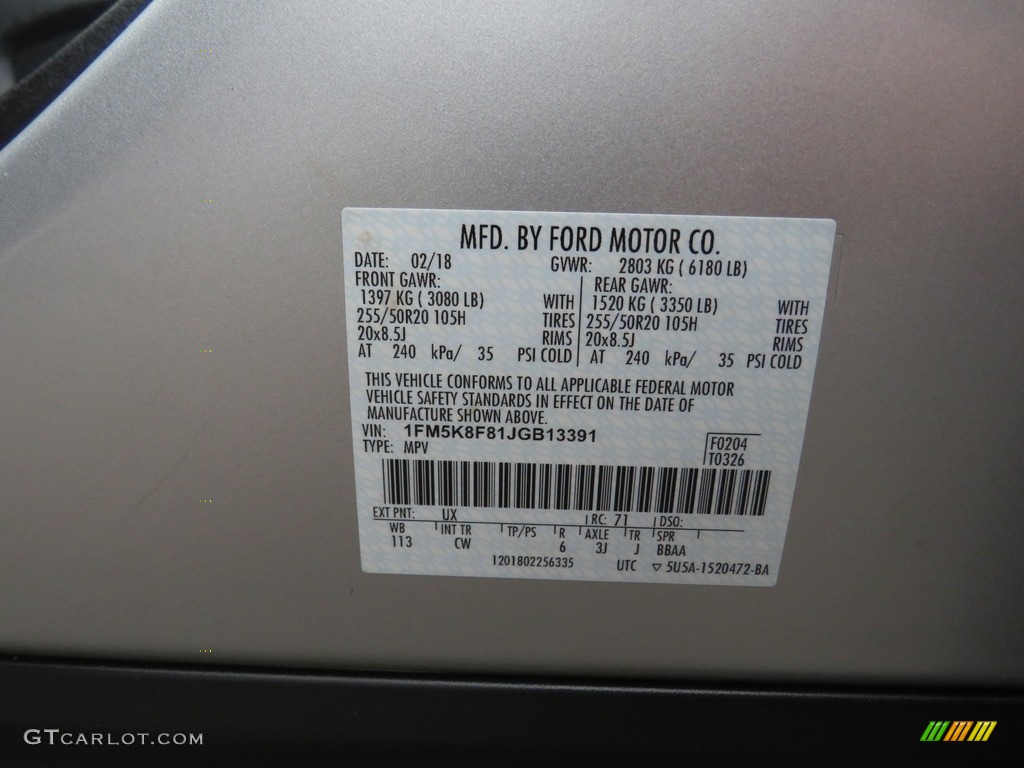 MFD. BY FORD MOTOR CO.
DATE: 02/18 GVWR: 2803 KG ( 6180 LB)
FRONT GAWR: REAR GAWR:
1397 KG ( 3080 LB) WITH 1520 KG ( 3350 LB) WITH
255/50R20 105H TIRES 255/50R20 105H TIRES
20x8.5J RIMS 20x8.5J RIMS
AT 240 kPa/ 35 PSI COLD AT 240 kPa/ 35 PSI COLD
THIS VEHICLE CONFORMS TO ALL APPLICABLE FEDERAL MOTOR
VEHICLE SAFETY STANDARDS IN EFFECT ON THE DATE OF
MANUFACTURE SHOWN ABOVE.
VIN: 1FM5K8F81JGB13391 F0204
TYPE: MPV T0326
EXT PNT: UX RC: 71 DSO:
WB INT TR TP/PS R AXLE TR SPR
113 CW 6 3J J BBAA
1201802256335 UTC ▽ 5U5A-1520472-BA
GTCARLOT.COM